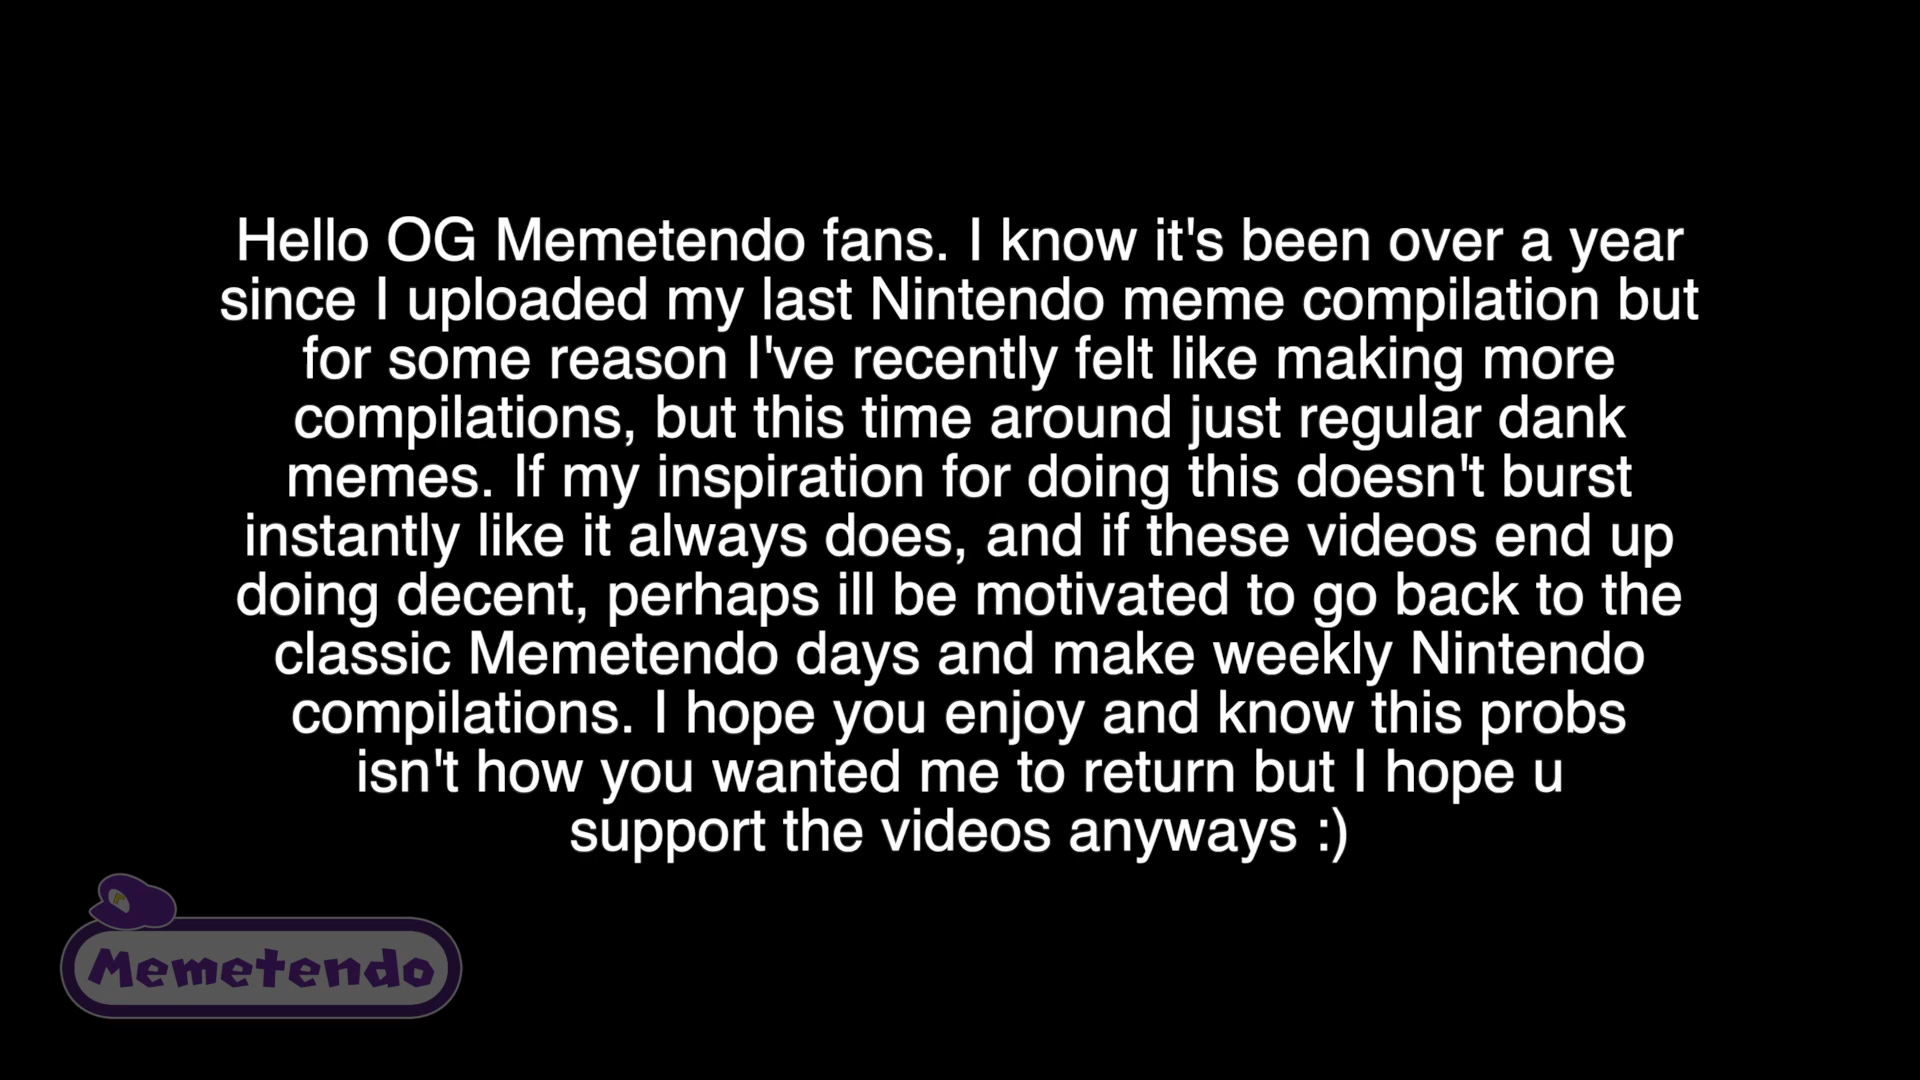 Hello OG Memetendo fans. I know it's been over a year
since I uploaded my last Nintendo meme compilation but
for some reason I've recently felt like making more
compilations, but this time around just regular dank
memes. If my inspiration for doing this doesn't burst
instantly like it always does, and if these videos end up
doing decent, perhaps ill be motivated to go back to the
classic Memetendo days and make weekly Nintendo
compilations. I hope you enjoy and know this probs
isn't how you wanted me to return but I hope u
support the videos anyways :)
Memetendo